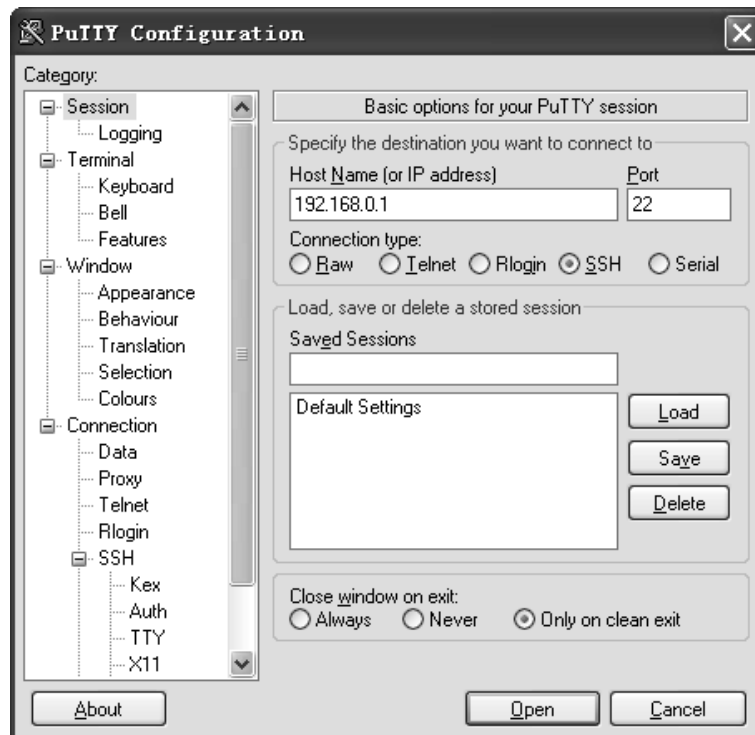 PuTTY Configuration
Category:
Session
Logging
Terminal
Keyboard
Bell
Features
Window
Appearance
Behaviour
Translation
Selection
Colours
Connection
Data
Proxy
Telnet
Rlogin
SSH
Kex
Auth
TTY
X11
Basic options for your PuTTY session
Specify the destination you want to connect to
Host Name (or IP address) Port
192.168.0.1 22
Connection type:
Raw Telnet Rlogin SSH Serial
Load, save or delete a stored session
Saved Sessions
Default Settings
Load
Save
Delete
Close window on exit:
Always Never Only on clean exit
About Open Cancel